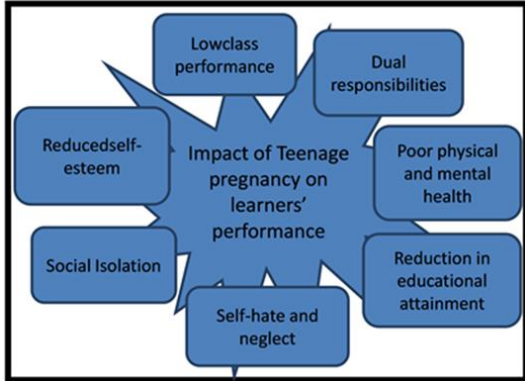 Lowclass
performance
Dual
responsibilities
Reducedself-
esteem
Impact of Teenage
pregnancy on
learners'
performance
Poor physical
and mental
health
Social Isolation
Reduction in
educational
attainment
Self-hate and
neglect